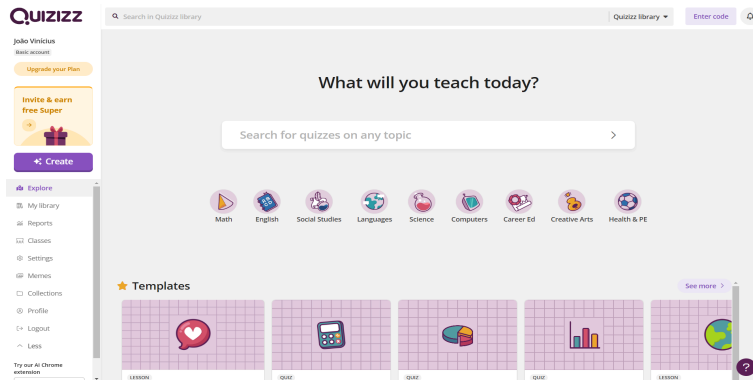 QUIZIZZ
Search in Quizizz library
Quizizz library
Enter code
João Vinícius
Basic account
Upgrade your Plan
Invite & earn
free Super
Create
Explore
My library
Reports
Classes
Settings
Memes
Collections
Profile
Logout
Less
Try our AI Chrome
extension
What will you teach today?
Search for quizzes on any topic
Math
English
Social Studies
Languages
Science
Computers
Career Ed
Creative Arts
Health & PE
Templates
See more
LESSON
QUIZ
QUIZ
QUIZ
LESSON
?